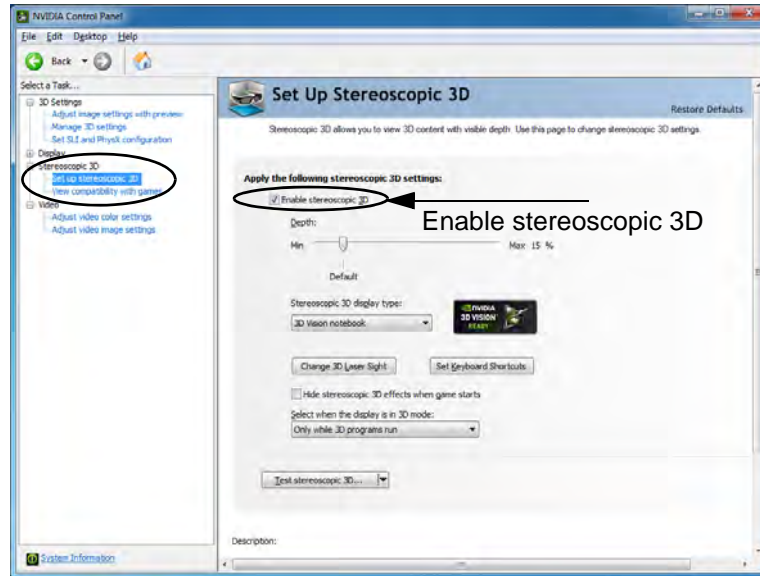 NVIDIA Control Panel
File Edit Desktop Help
Back
Select a Task...
3D Settings
Adjust image settings with preview
Manage 3D settings
Set SLI and PhysX configuration
Display
Stereoscopic 3D
Set up stereoscopic 3D
View compatibility with games
Video
Adjust video color settings
Adjust video image settings
System Information
Set Up Stereoscopic 3D
Restore Defaults
Stereoscopic 3D allows you to view 3D content with visible depth. Use this page to change stereoscopic 3D settings.
Apply the following stereoscopic 3D settings:
Enable stereoscopic 3D
Enable stereoscopic 3D
Depth:
Min Max 15 %
Default
Stereoscopic 3D display type:
3D Vision notebook
NVIDIA
3D VISION
READY
Change 3D Laser Sight Set Keyboard Shortcuts
Hide stereoscopic 3D effects when game starts
Select when the display is in 3D mode:
Only while 3D programs run
Test stereoscopic 3D...
Description: